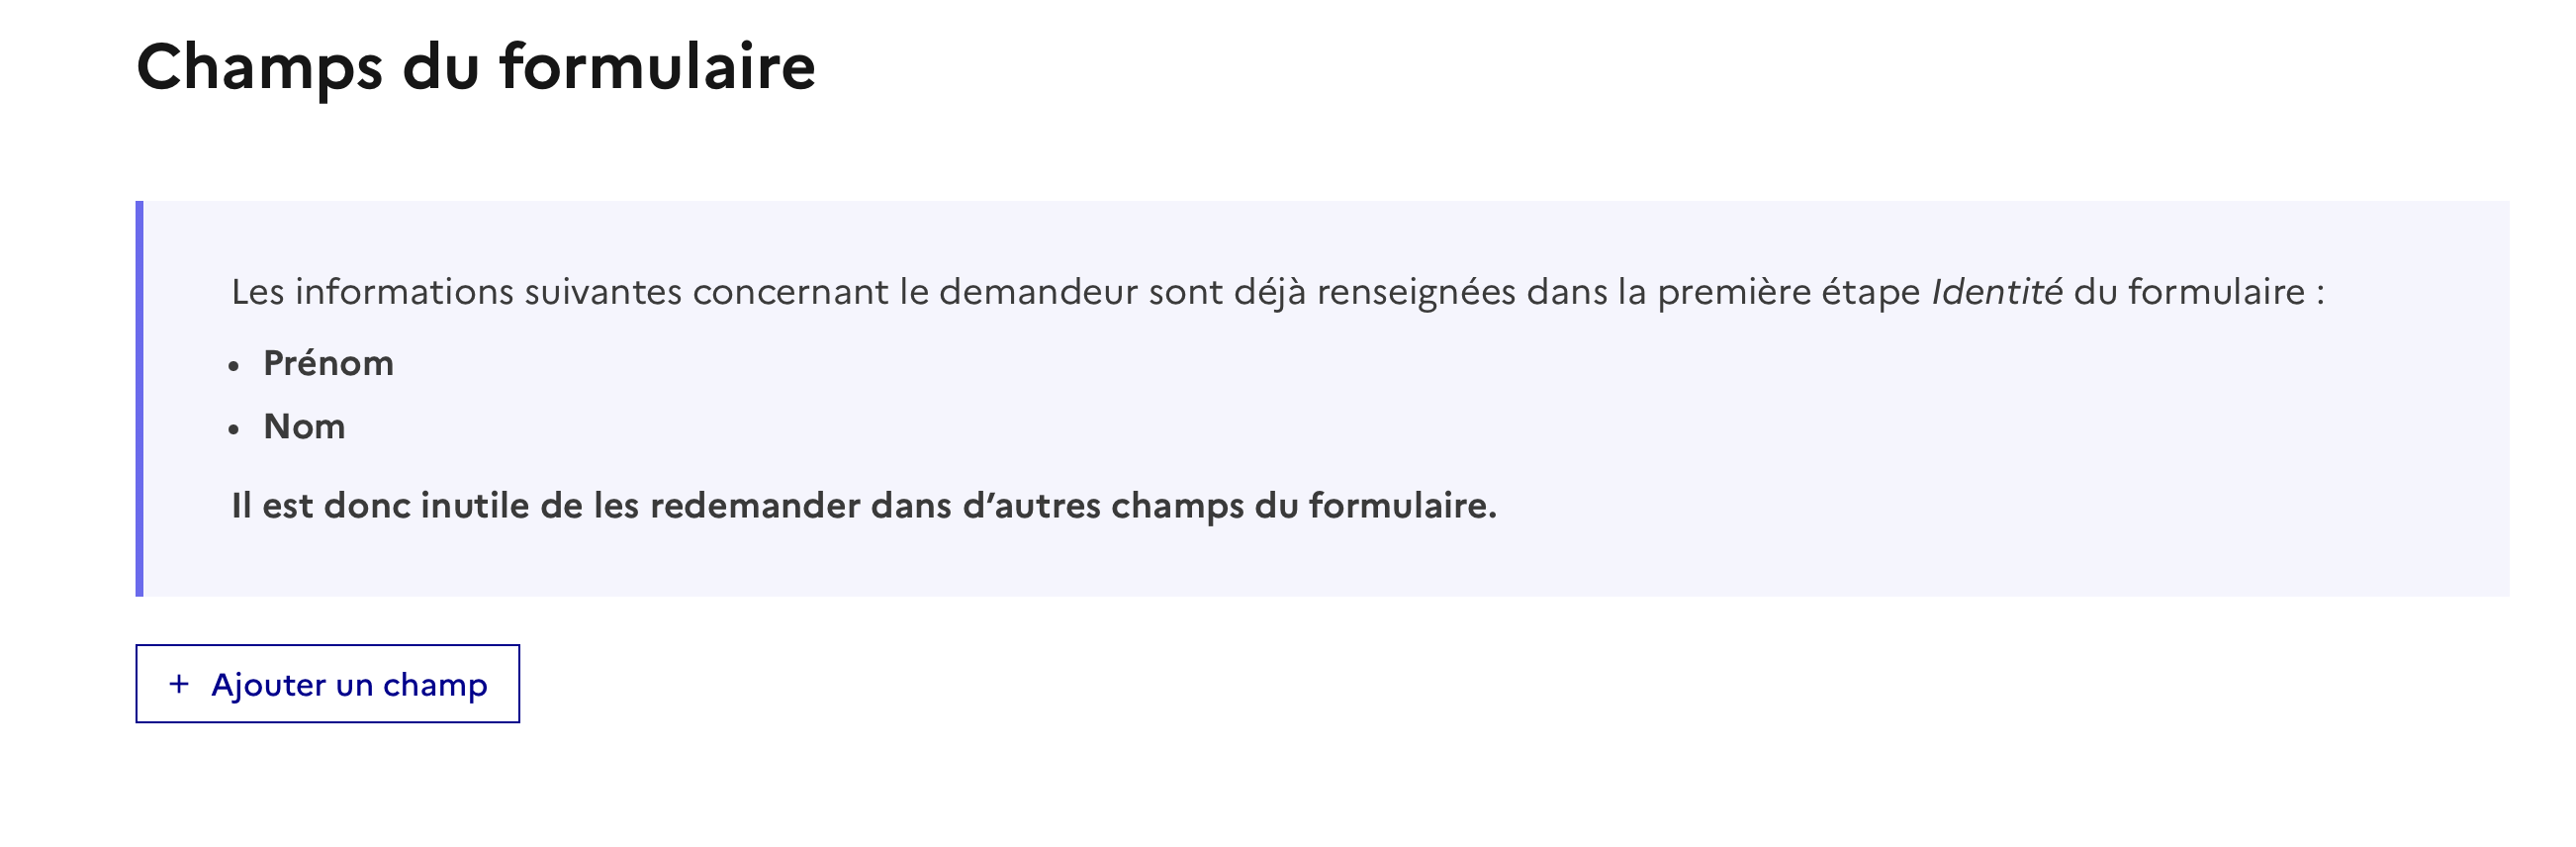 Champs du formulaire
Les informations suivantes concernant le demandeur sont déjà renseignées dans la première étape Identité du formulaire :
• Prénom
• Nom
Il est donc inutile de les redemander dans d’autres champs du formulaire.
+ Ajouter un champ